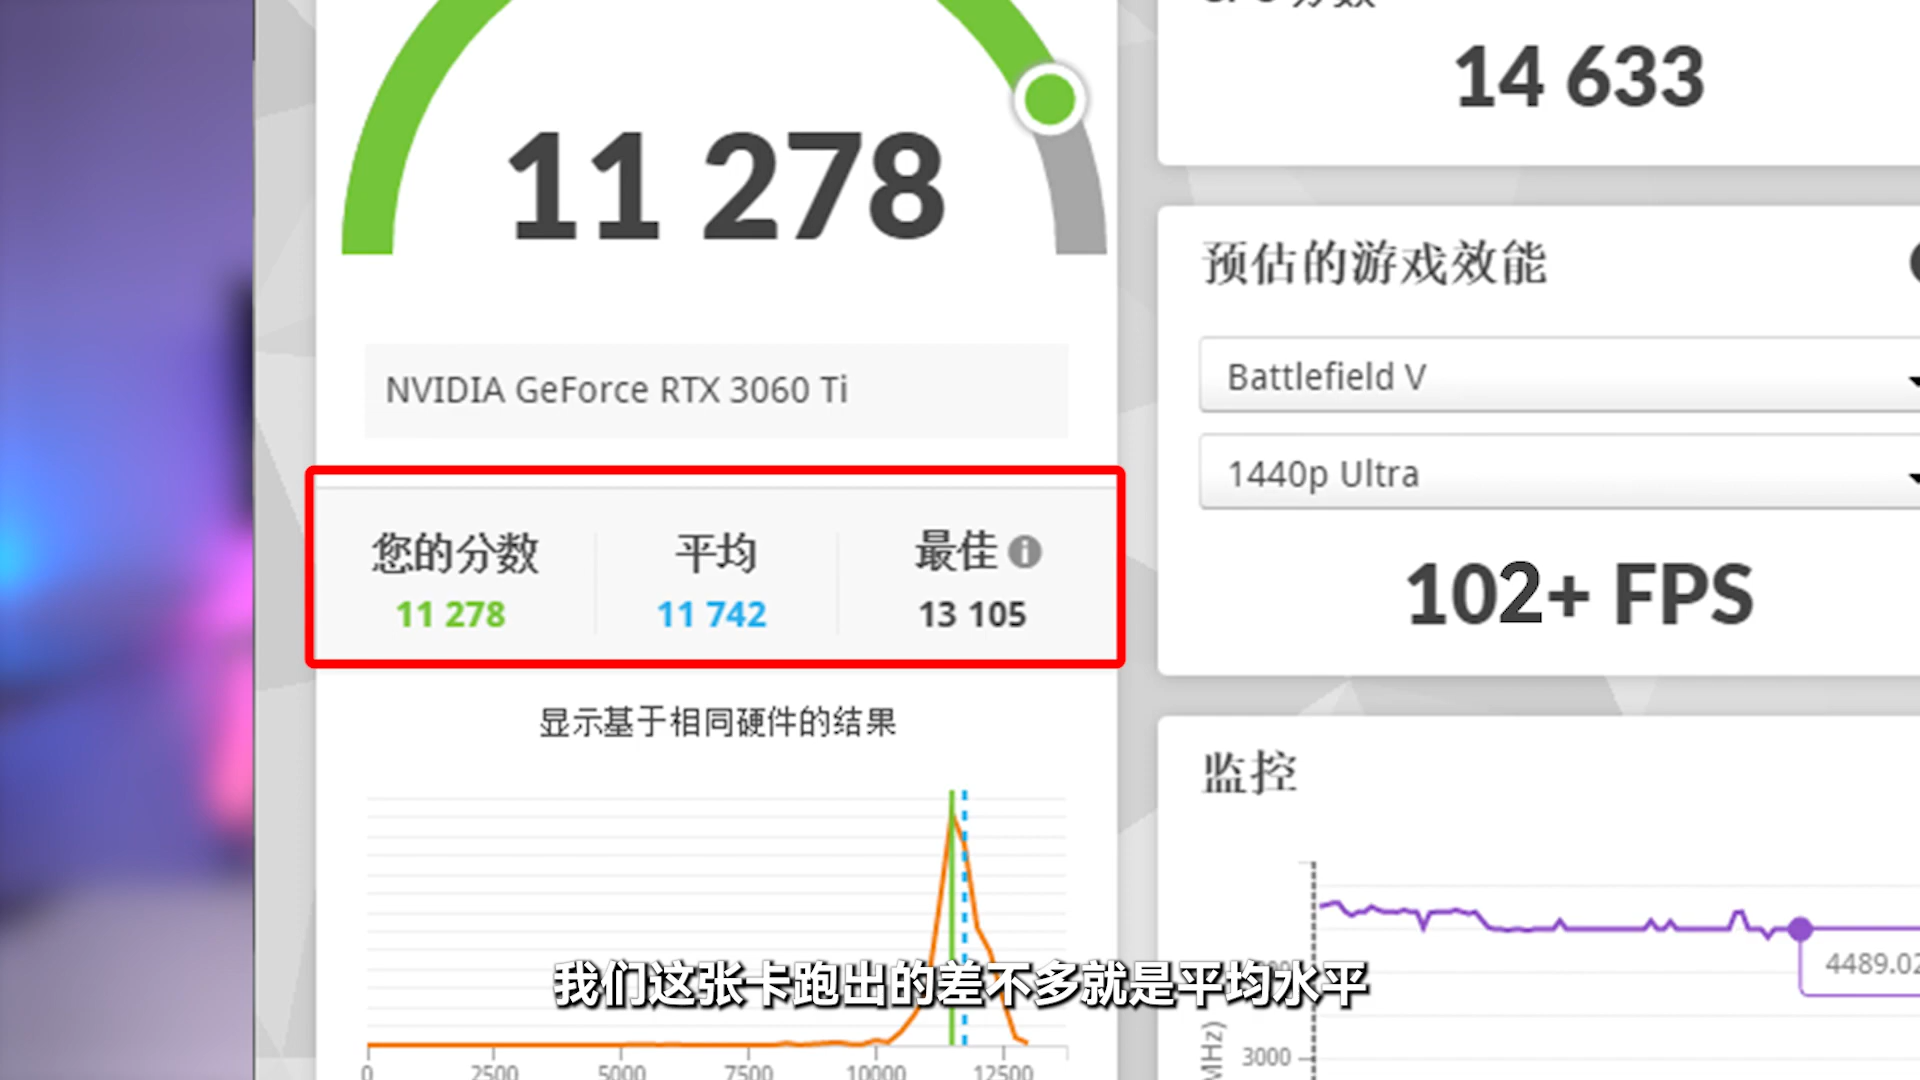 11 278
NVIDIA GeForce RTX 3060 Ti
您的分数
平均
最佳
11 278
11 742
13 105
显示基于相同硬件的结果
0
2500
5000
7500
10000
12500
分数
14 633
预估的游戏效能
Battlefield V
1440p Ultra
102+ FPS
监控
4489.02
MHz)
3000
我们这张卡跑出的差不多就是平均水平